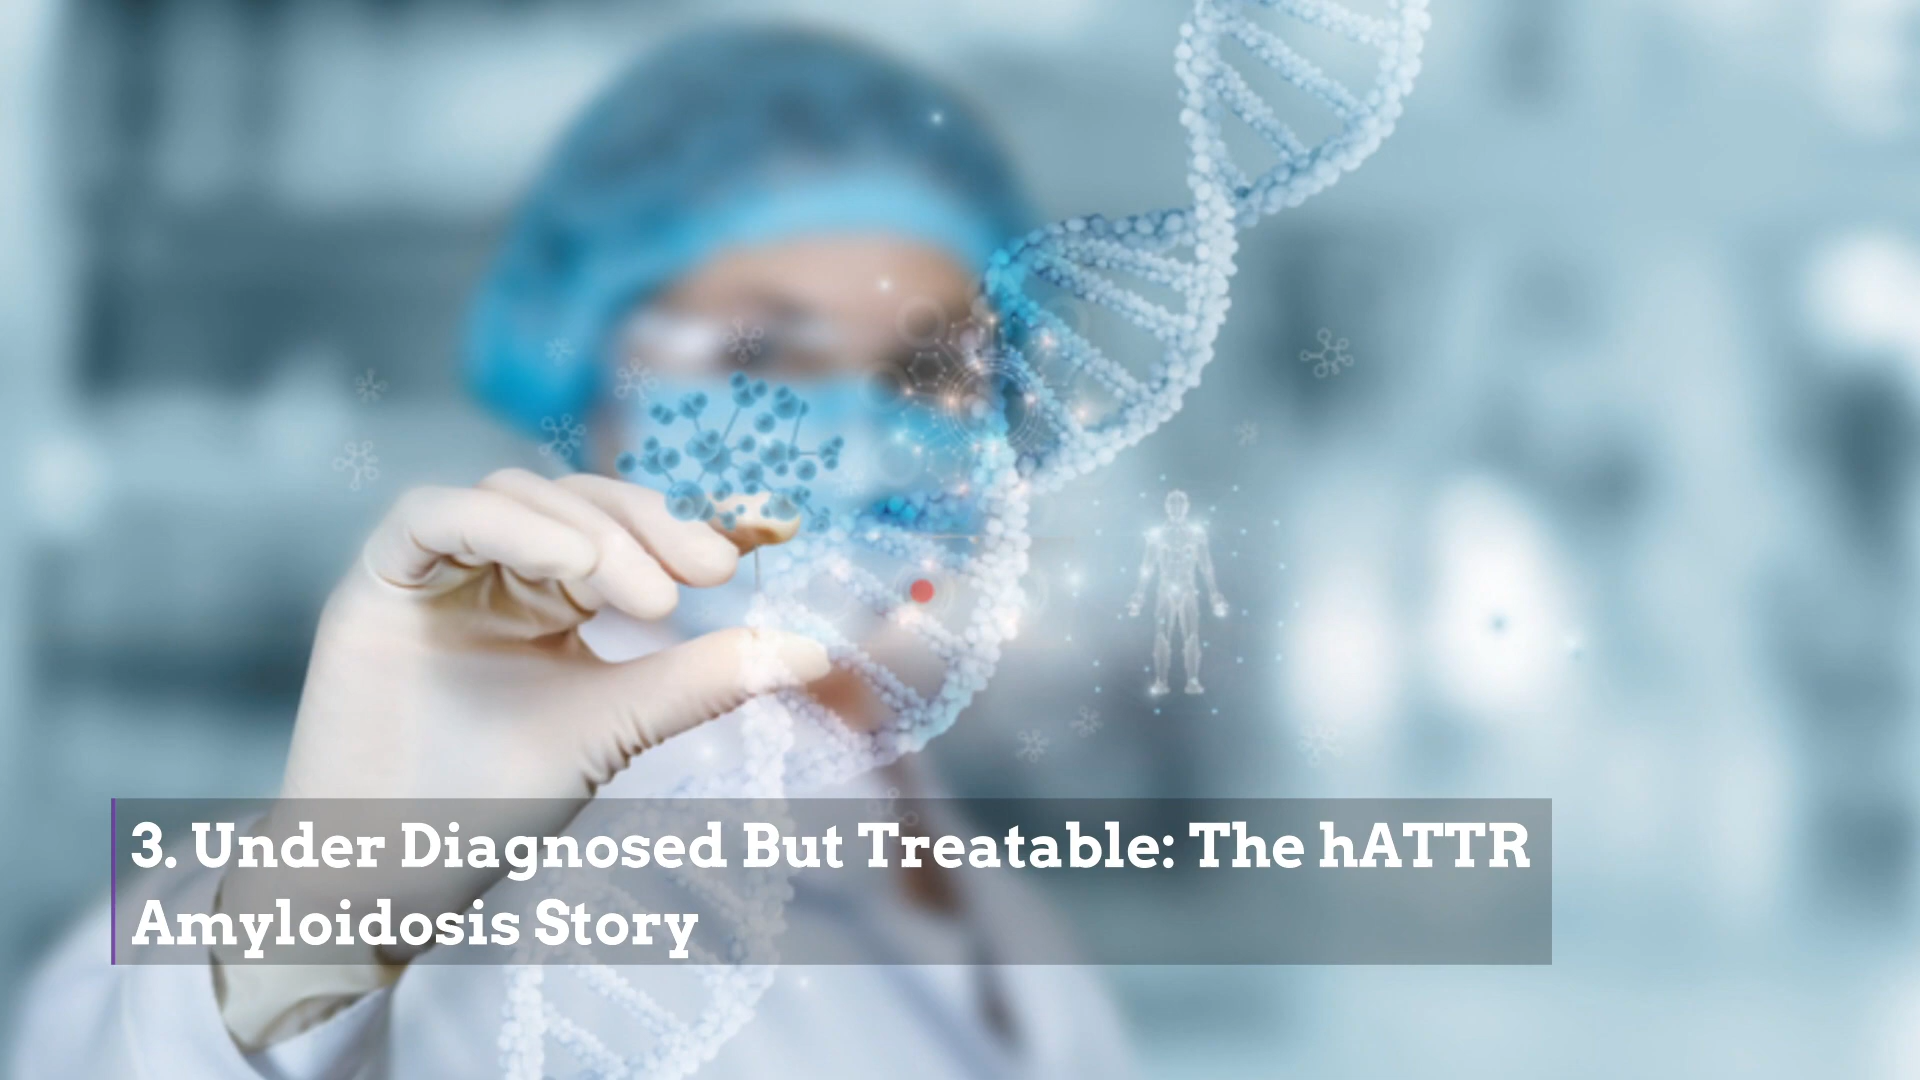 3. Under Diagnosed But Treatable: The hATTR
Amyloidosis Story